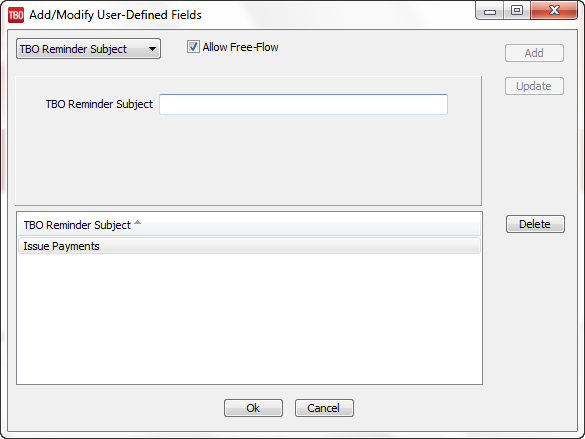 TBO Add/Modify User-Defined Fields
TBO Reminder Subject Allow Free-Flow Add
Update
TBO Reminder Subject
TBO Reminder Subject
Delete
Issue Payments
Ok Cancel